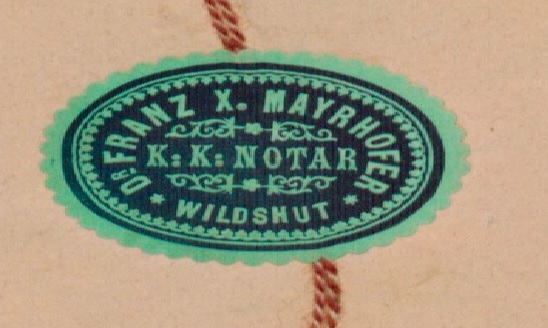 Dr. FRANZ X. MAYRHOFER
K: K: NOTAR
* WILDSHUT *